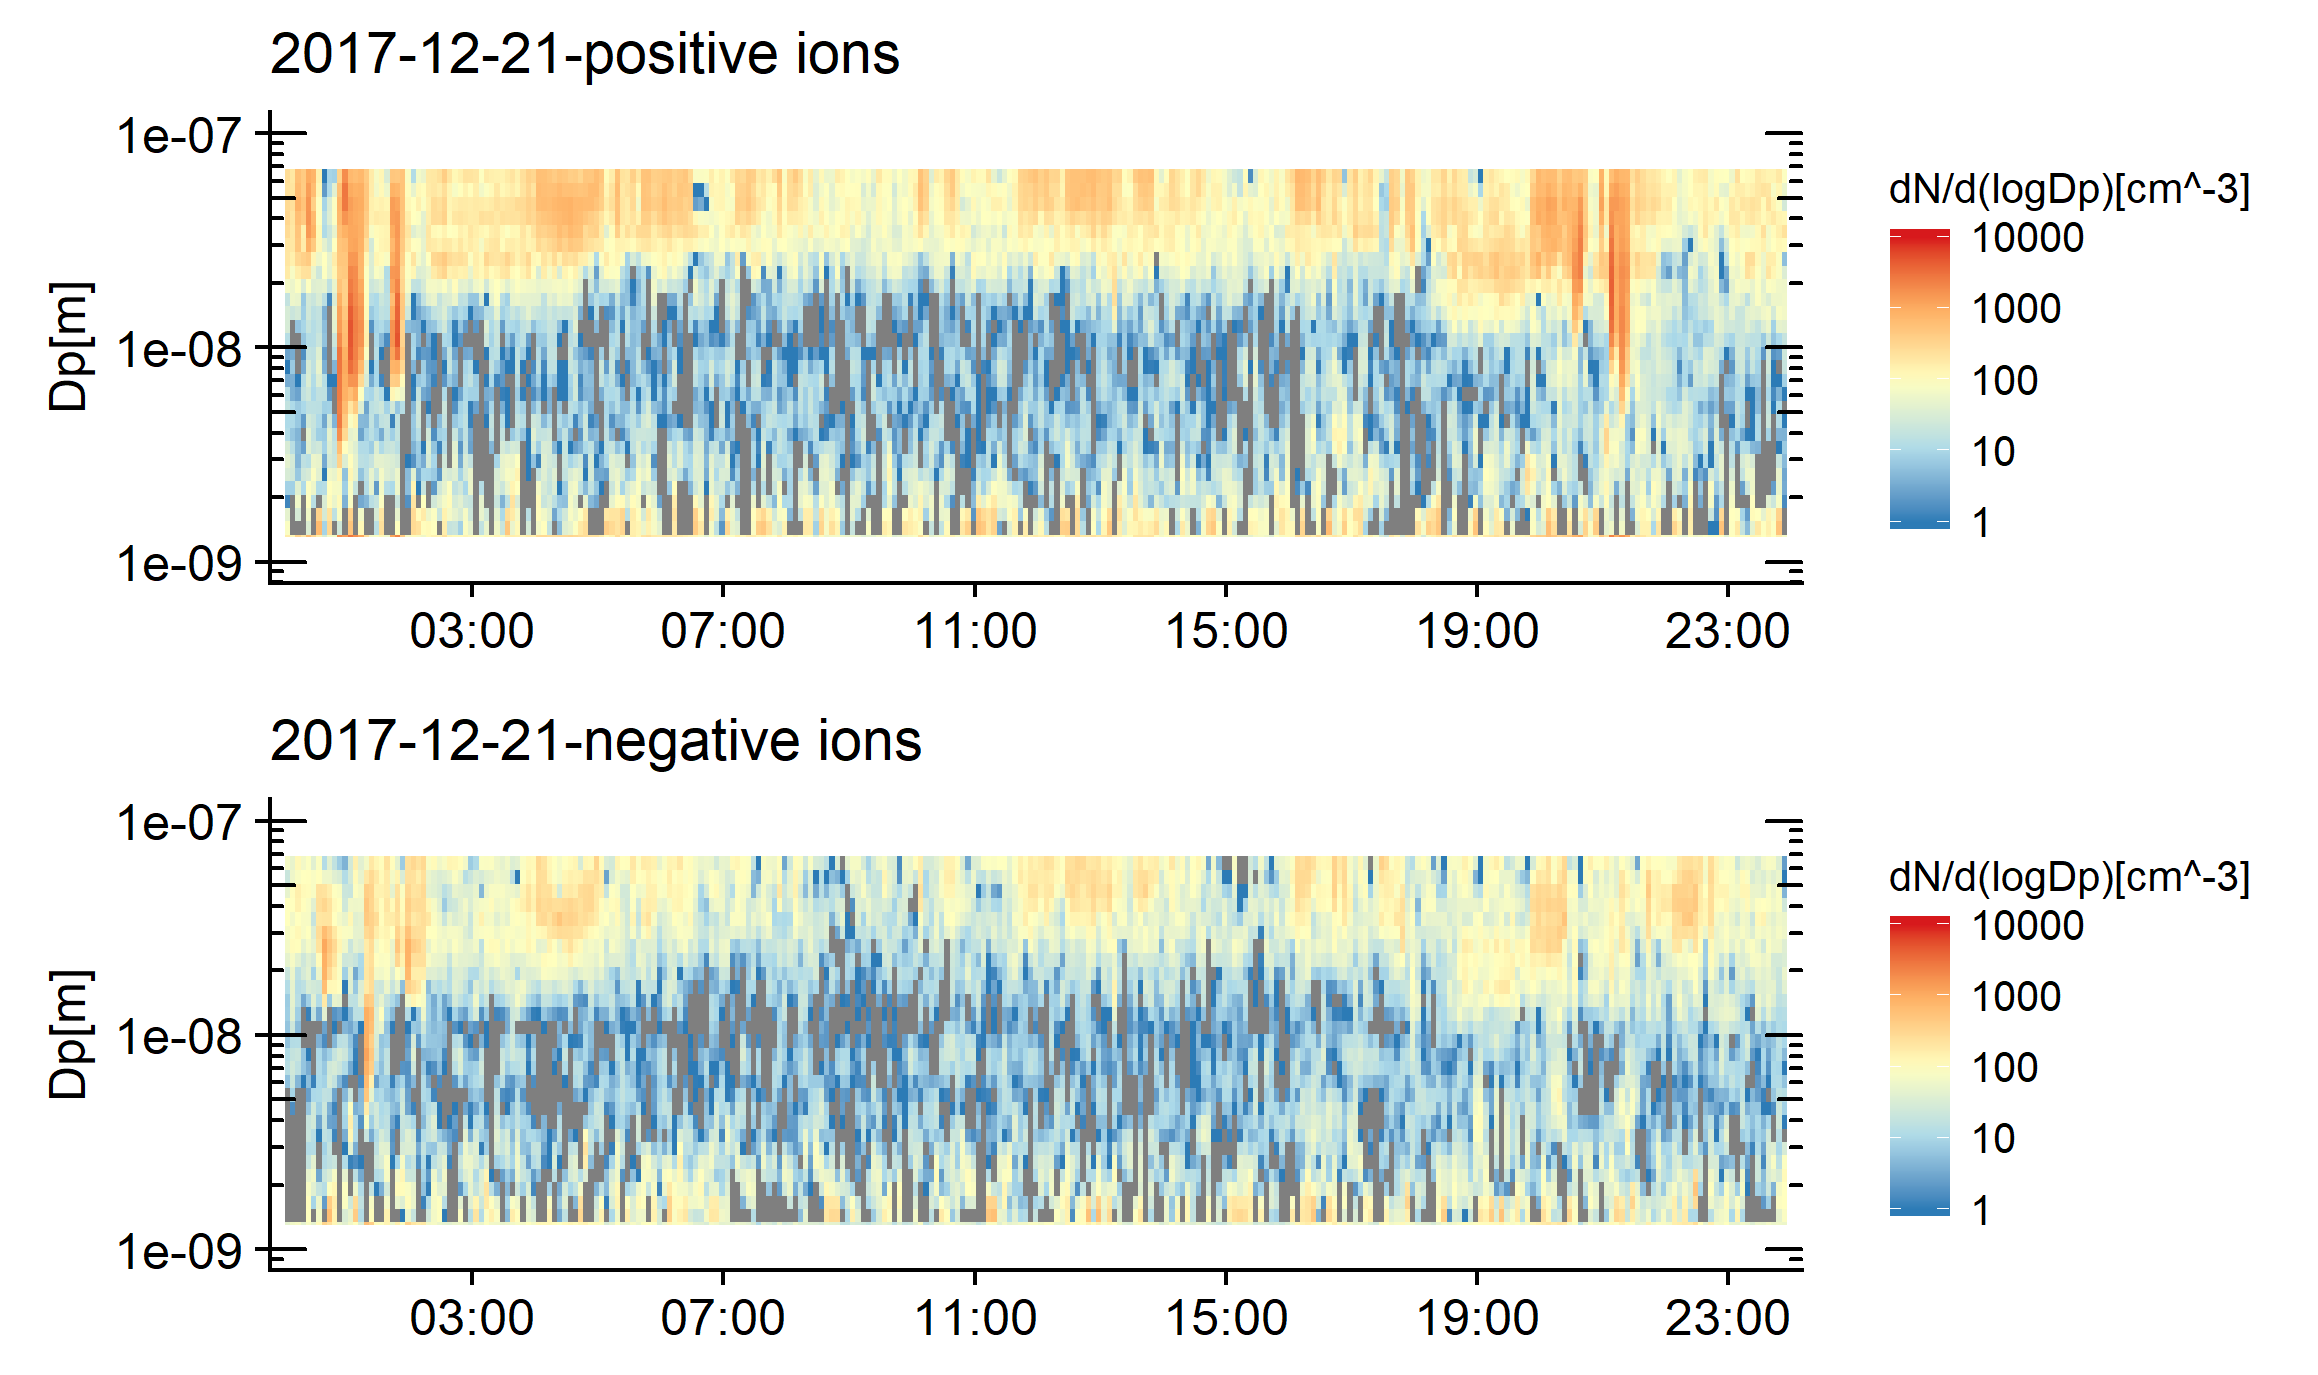 2017-12-21-positive ions
1e-07
1e-08
1e-09
Dp[m]
03:00 07:00 11:00 15:00 19:00 23:00
dN/d(logDp)[cm^-3]
10000
1000
100
10
1
2017-12-21-negative ions
1e-07
1e-08
1e-09
Dp[m]
03:00 07:00 11:00 15:00 19:00 23:00
dN/d(logDp)[cm^-3]
10000
1000
100
10
1